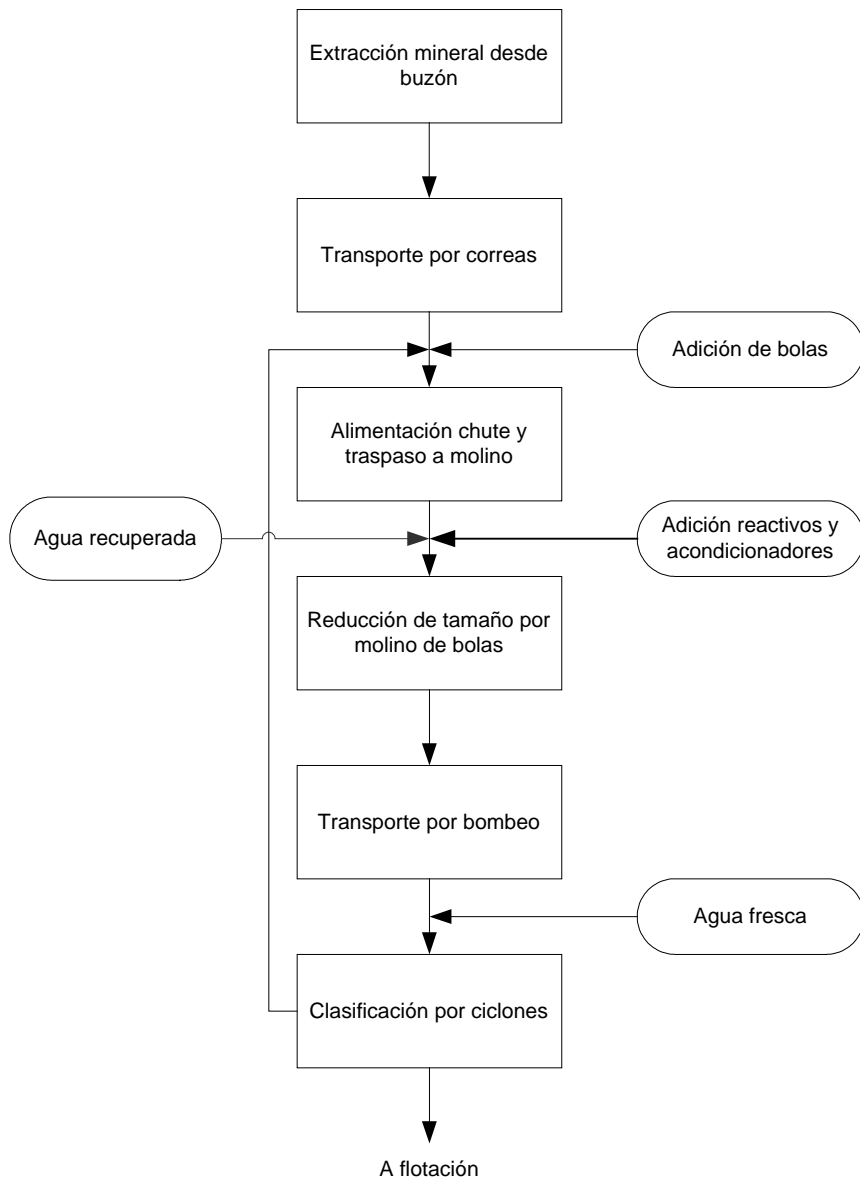 Extracción mineral desde
buzón
Transporte por correas
Adición de bolas
Alimentación chute y
traspaso a molino
Agua recuperada
Adición reactivos y
acondicionadores
Reducción de tamaño por
molino de bolas
Transporte por bombeo
Agua fresca
Clasificación por ciclones
A flotación